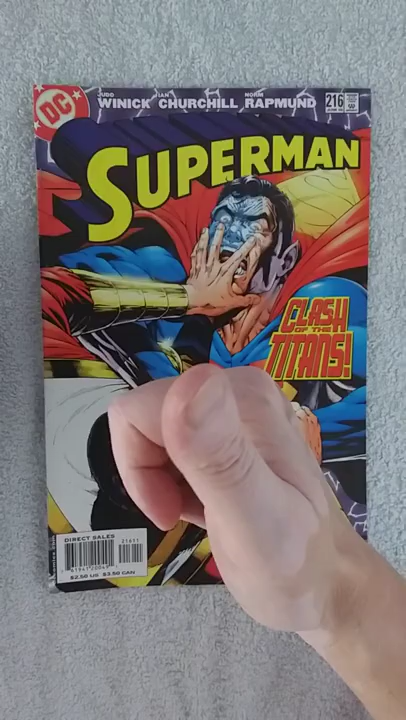 DC
JUDD IAN NORM
WINICK CHURCHILL RAPMUND
216
SUPERMAN
CLASH
OF THE
TITANS!
DIRECT SALES
21611
$2.50 US $3.50 CAN